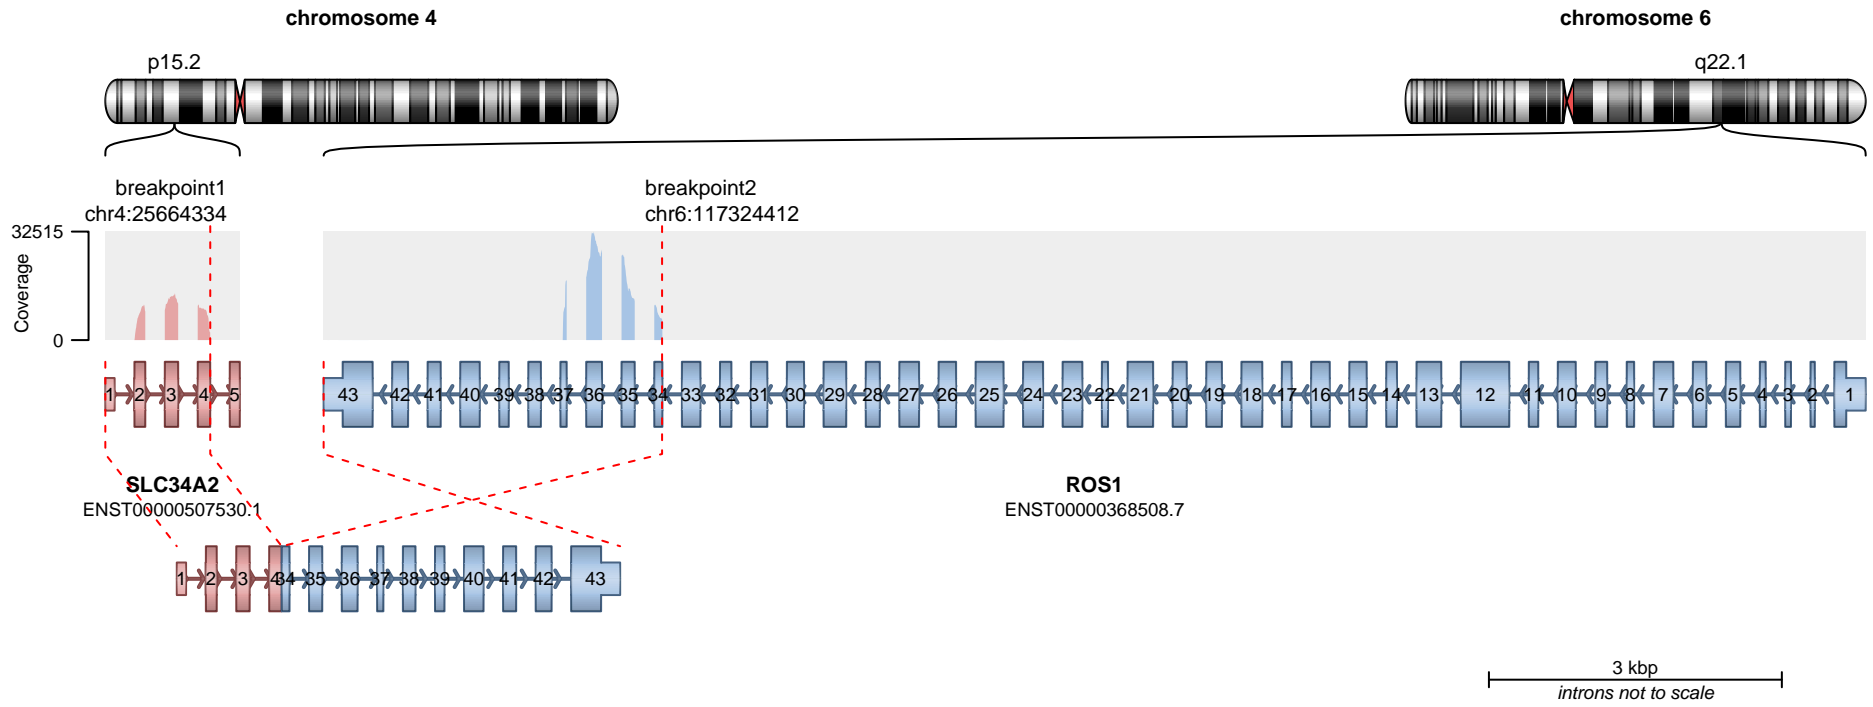 chromosome 4
chromosome 6
p15.2
q22.1
breakpoint1
chr4:25664334
breakpoint2
chr6:117324412
32515
Coverage
0
1 2 3 4 5
43 42 41 40 39 38 37 36 35 34 33 32 31 30 29 28 27 26 25 24 23 22 21 20 19 18 17 16 15 14 13 12 11 10 9 8 7 6 5 4 3 2 1
SLC34A2
ENST00000507530.1
ROS1
ENST00000368508.7
1 2 3 4 34 35 36 37 38 39 40 41 42 43
3 kbp
introns not to scale